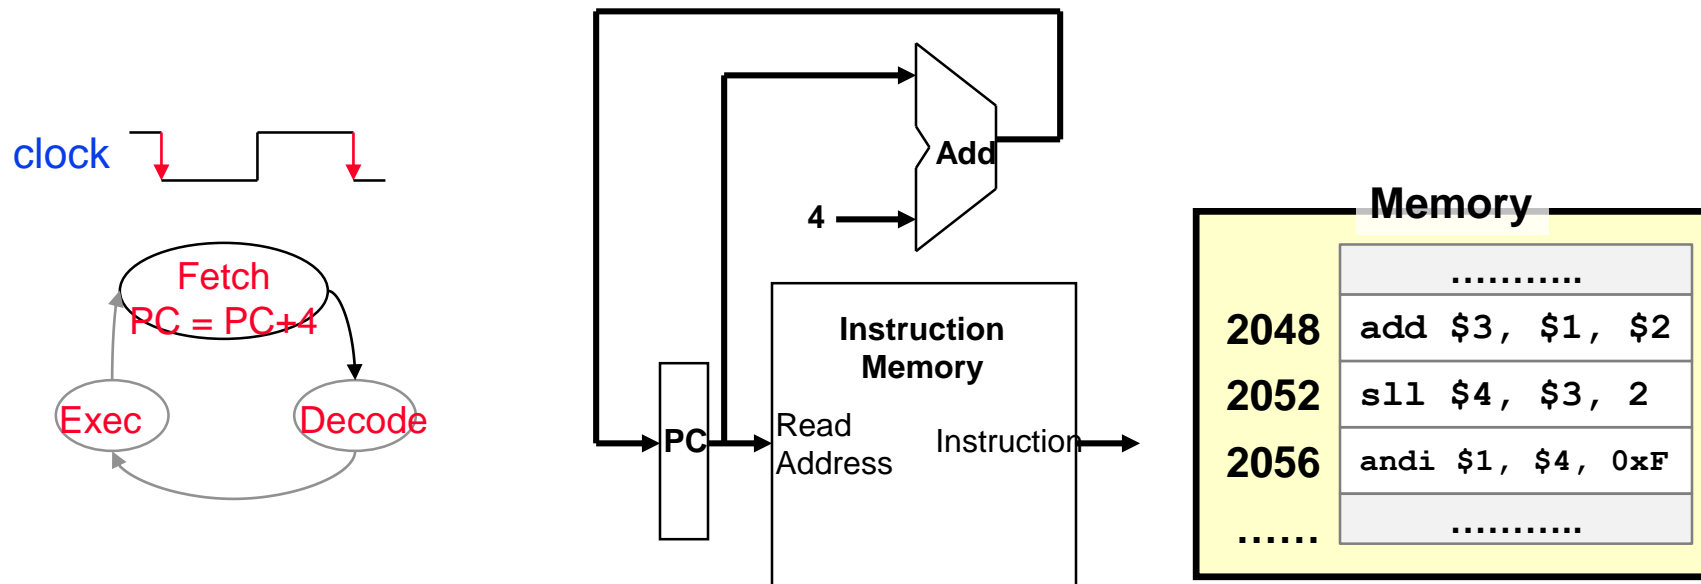 clock
Fetch
PC = PC+4
Exec
Decode
Add
4
Instruction
Memory
PC
Read
Address
Instruction
Memory
………..
2048
add $3, $1, $2
2052
sll $4, $3, 2
2056
andi $1, $4, 0xF
……
………..